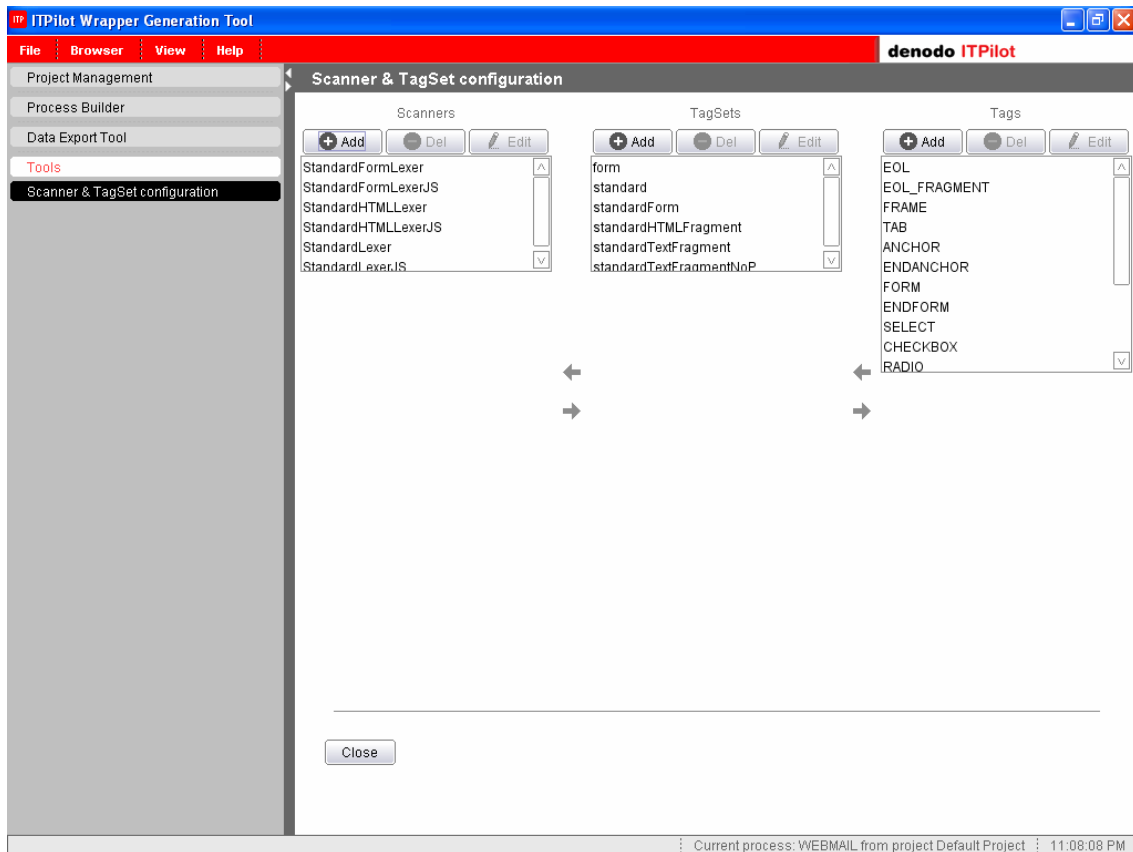 ITP ITPilot Wrapper Generation Tool
File Browser View Help denodo ITPilot
Project Management
Process Builder
Data Export Tool
Tools
Scanner & TagSet configuration
Scanner & TagSet configuration
Scanners
Add Del Edit
StandardFormLexer
StandardFormLexerJS
StandardHTMLLexer
StandardHTMLLexerJS
StandardLexer
StandardLexerJS
TagSets
Add Del Edit
form
standard
standardForm
standardHTMLFragment
standardTextFragment
standardTextFragmentNoP
Tags
Add Del Edit
EOL
EOL_FRAGMENT
FRAME
TAB
ANCHOR
ENDANCHOR
FORM
ENDFORM
SELECT
CHECKBOX
RADIO
Close
Current process: WEBMAIL from project Default Project 11:08:08 PM